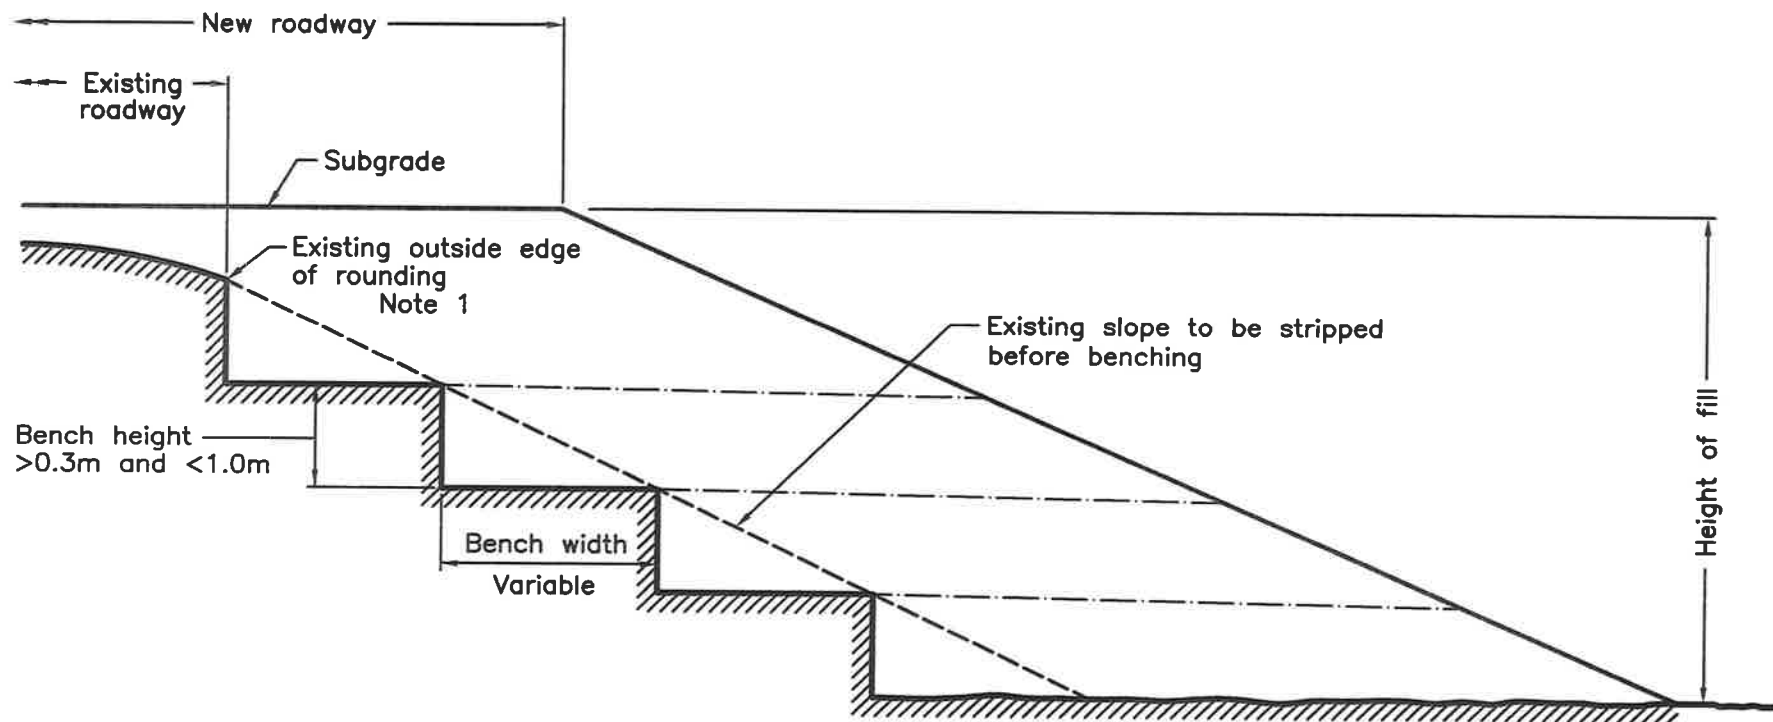 New roadway
Existing
roadway
Subgrade
Existing outside edge
of rounding
Note 1
Existing slope to be stripped
before benching
Bench height
>0.3m and <1.0m
Bench width
Variable
Height of fill